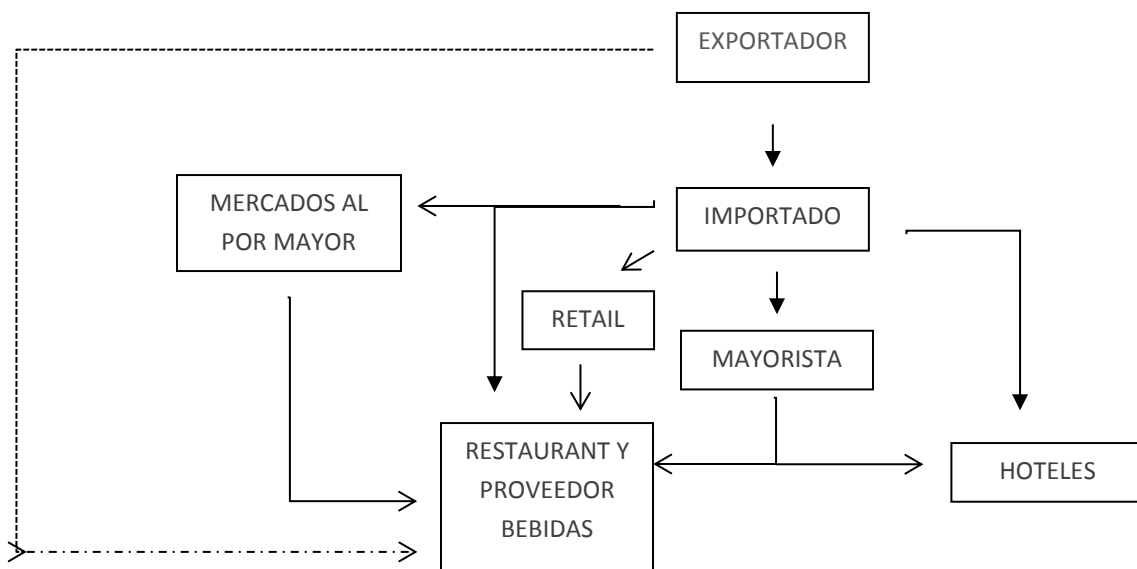 EXPORTADOR
MERCADOS AL
POR MAYOR
IMPORTADO
RETAIL
MAYORISTA
RESTAURANT Y
PROVEEDOR
BEBIDAS
HOTELES